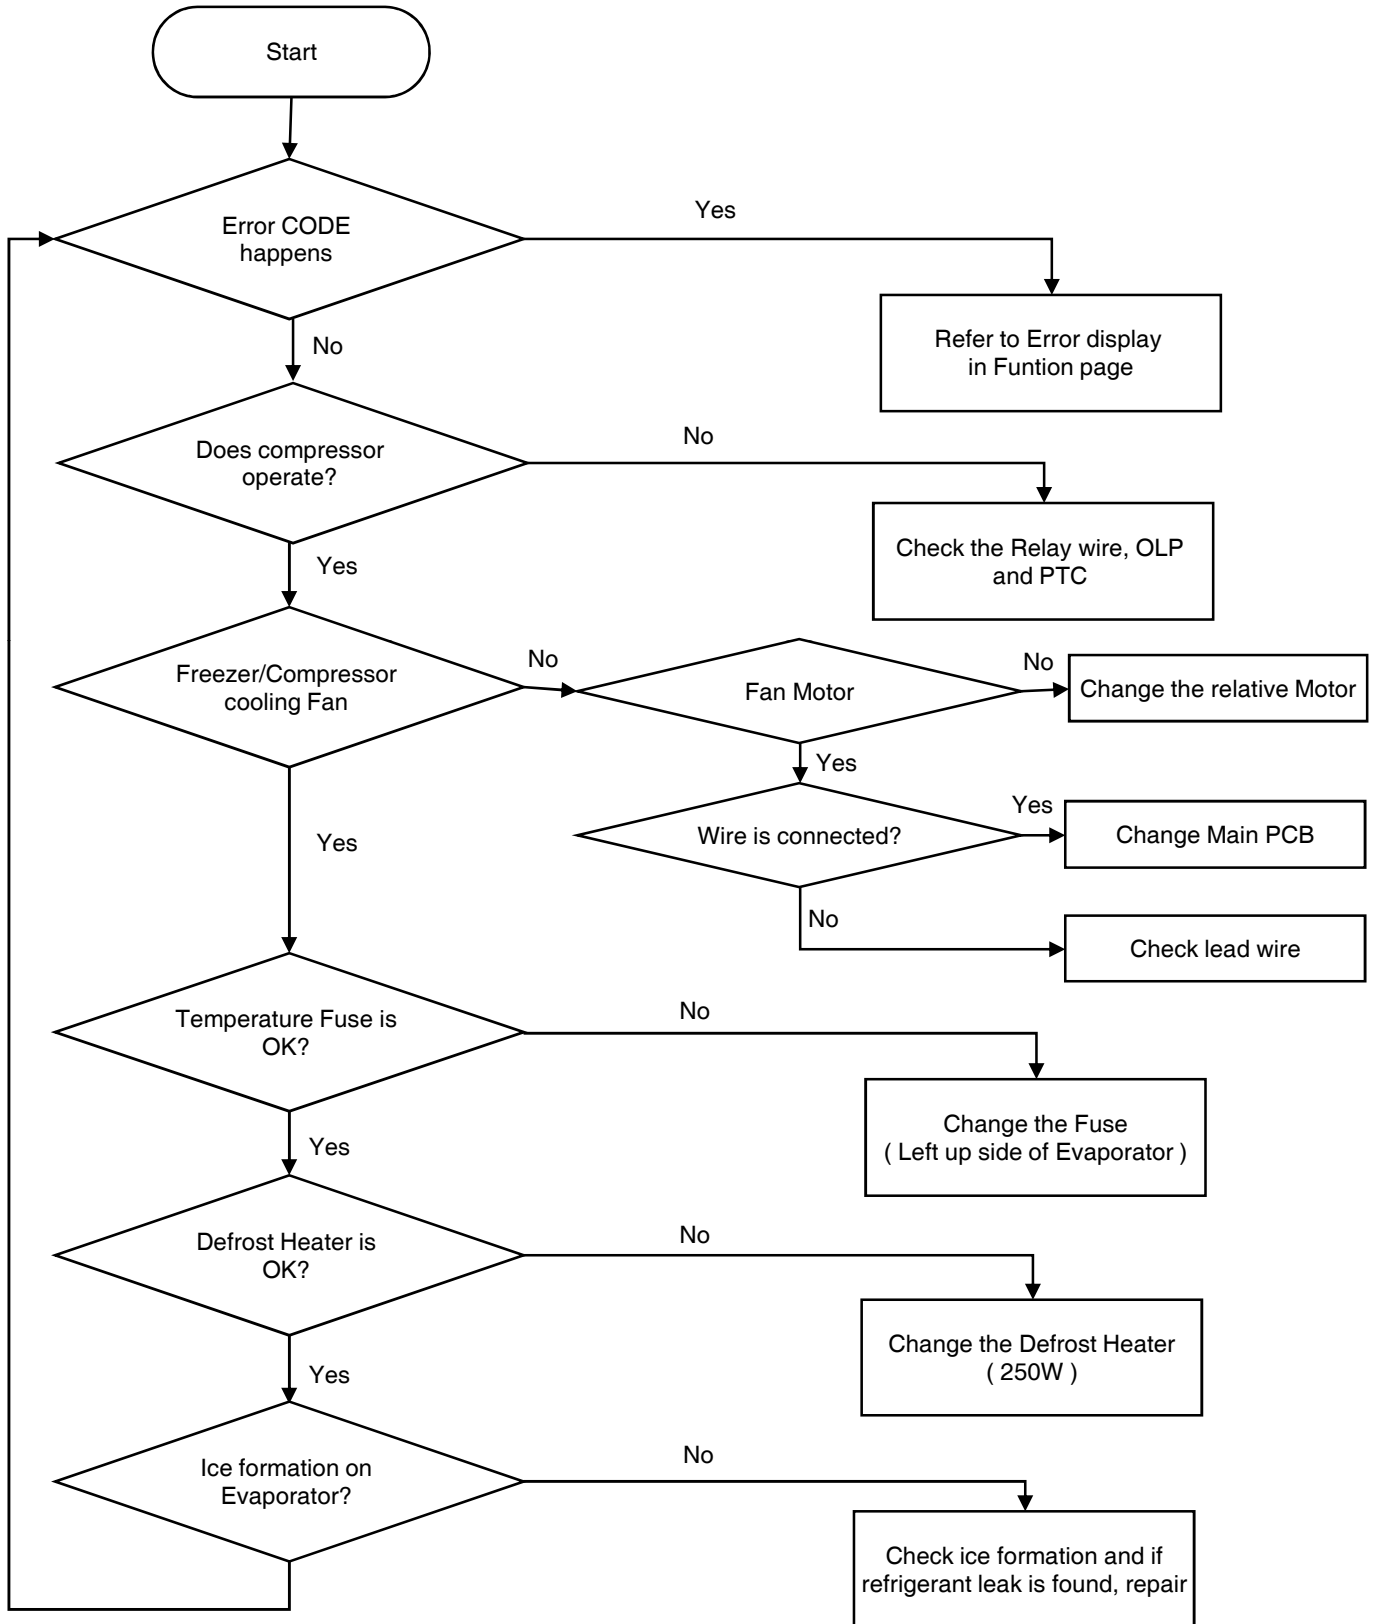 Start
Error CODE
happens
Yes
Refer to Error display
in Funtion page
No
Does compressor
operate?
No
Check the Relay wire, OLP
and PTC
Yes
Freezer/Compressor
cooling Fan
No
Fan Motor
No
Change the relative Motor
Yes
Wire is connected?
Yes
Change Main PCB
No
Check lead wire
Yes
Temperature Fuse is
OK?
No
Change the Fuse
( Left up side of Evaporator )
Yes
Defrost Heater is
OK?
No
Change the Defrost Heater
( 250W )
Yes
Ice formation on
Evaporator?
No
Check ice formation and if
refrigerant leak is found, repair